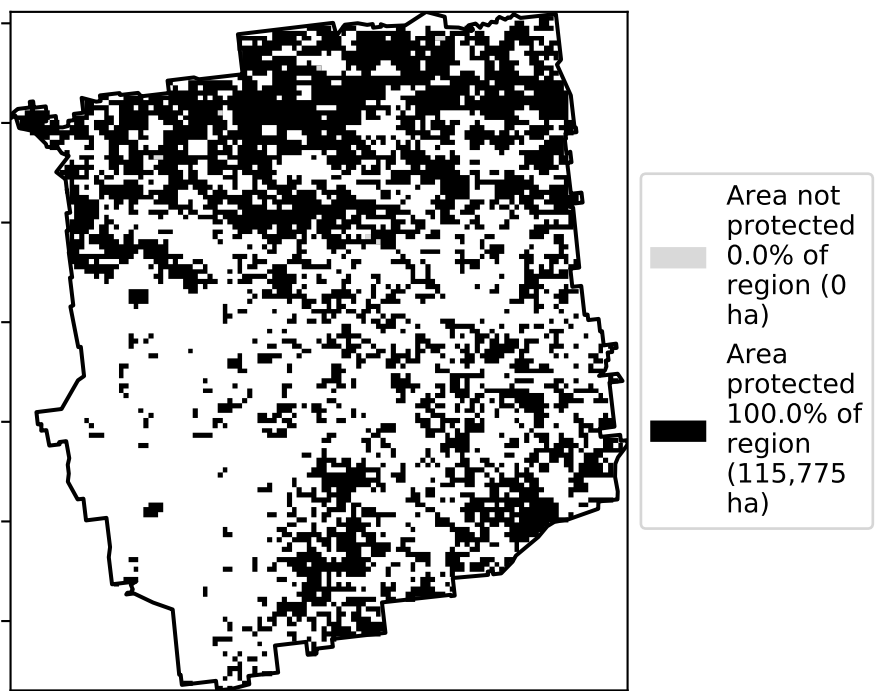 Area not
protected
0.0% of
region (0
ha)
Area
protected
100.0% of
region
(115,775
ha)